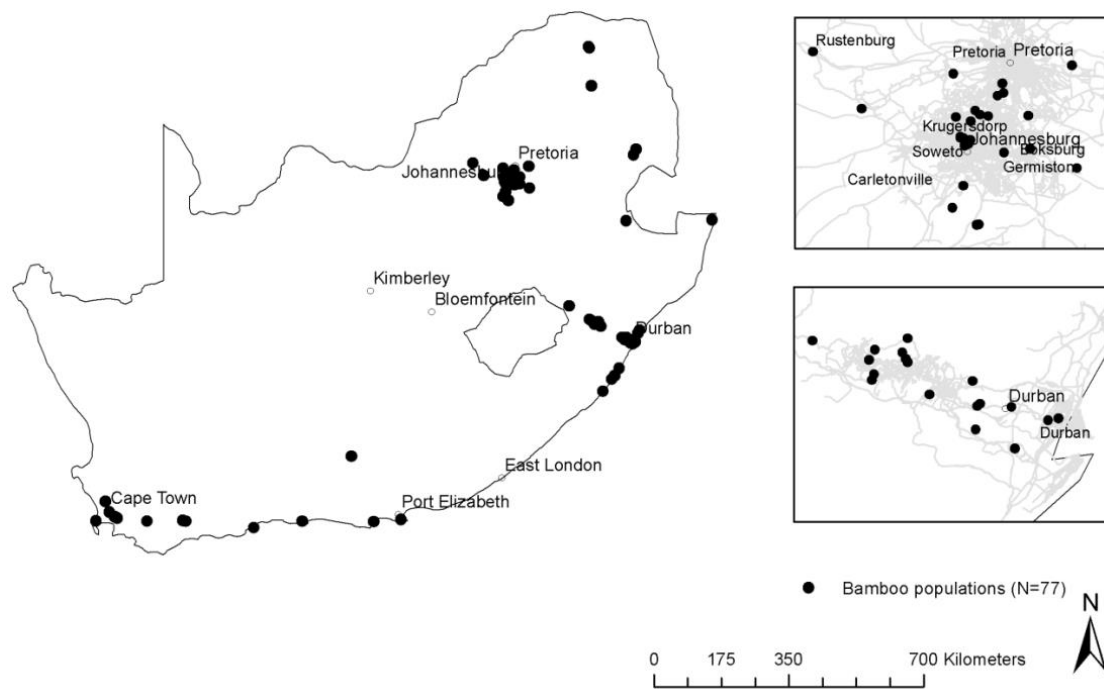 Pretoria
Johannesbu
Kimberley
Bloemfontein
Durban
East London
Port Elizabeth
Cape Town
Rustenburg
Pretoria Pretoria
Krugersdorp
Johannesburg
Soweto Boksburg
Germiston
Carletonville
Durban
Durban
Bamboo populations (N=77)
N
0 175 350 700 Kilometers